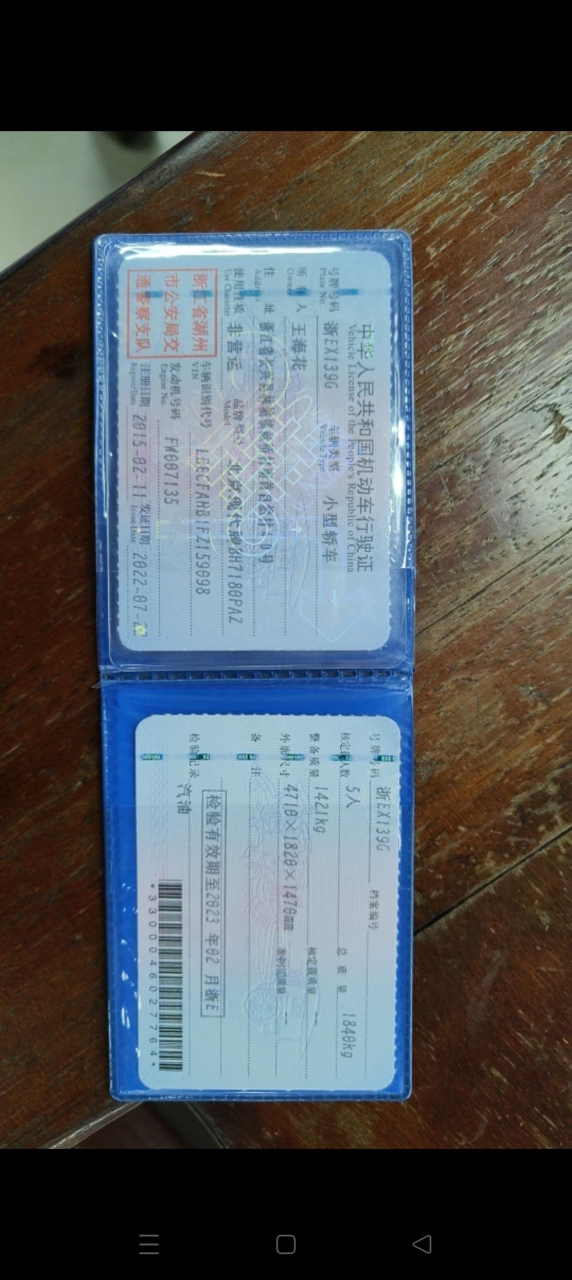 中华人民共和国机动车行驶证
Vehicle License of the People's Republic of China
号牌号码 浙EX139G 车辆类型 小型轿车
Plate No. Vehicle Type
所有人 王海花
Owner
住址 浙江省
Address
使用性质 非营运 品牌型号 北京现代牌BH7180PAZ
Use Character Model
浙江省湖州
市公安局交
通警察支队
车辆识别代号
VIN
发动机号码 FW007135
Engine No.
注册日期 2015-02-11 发证日期 2022-07-
Register Date Issue Date
号牌号码 浙EX139G 档案编号
核定载人数 5人 总质量 1840kg
整备质量 1421kg 核定载质量 --
外廓尺寸 4710×1820×1470mm 准牵引总质量 --
备注
检验有效期至2023年02月浙E
检验记录 汽油
*3300046027764*